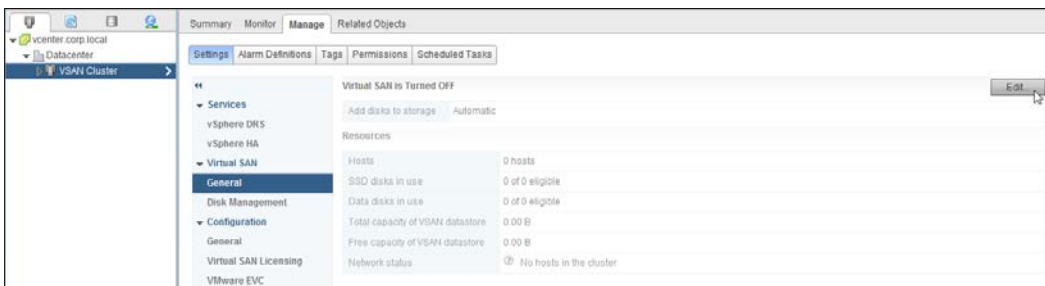 Summary Monitor Manage Related Objects
vcenter.corp.local
Datacenter
VSAN Cluster
Settings Alarm Definitions Tags Permissions Scheduled Tasks
Virtual SAN is Turned OFF
Edit...
Add disks to storage Automatic
Resources
Hosts 0 hosts
SSD disks in use 0 of 0 eligible
Data disks in use 0 of 0 eligible
Total capacity of VSAN datastore 0.00 B
Free capacity of VSAN datastore 0.00 B
Network status No hosts in the cluster
Services
vSphere DRS
vSphere HA
Virtual SAN
General
Disk Management
Configuration
General
Virtual SAN Licensing
VMware EVC